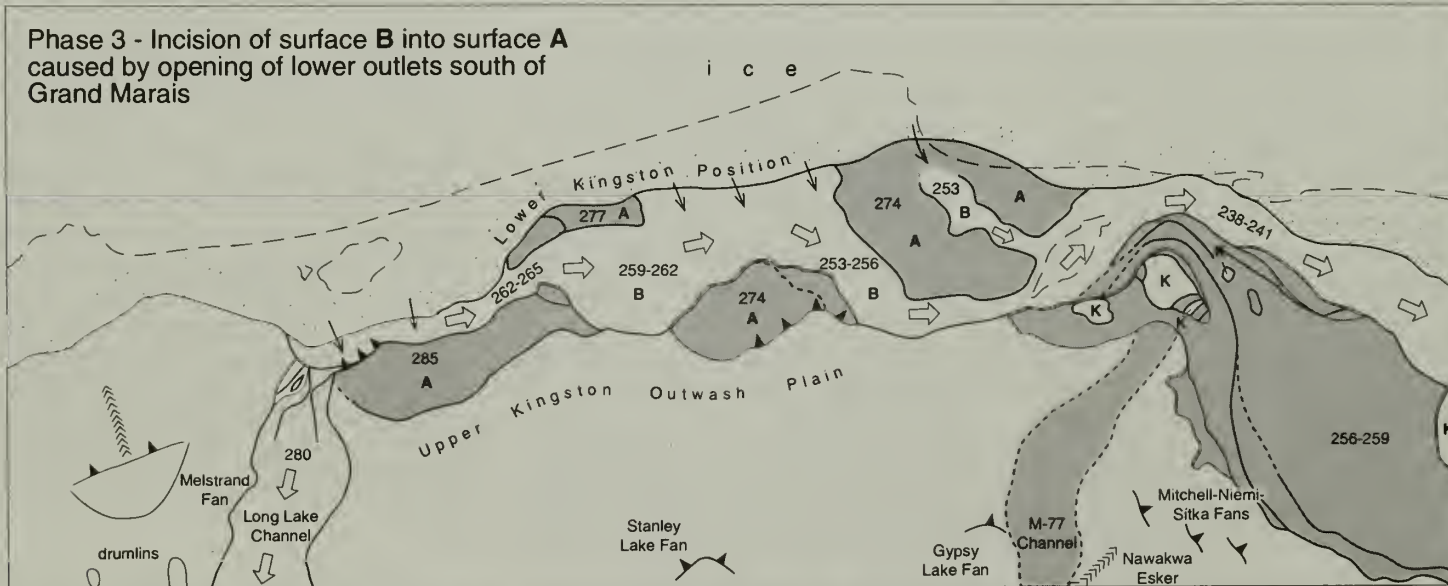 Phase 3 - Incision of surface B into surface A
caused by opening of lower outlets south of
Grand Marais
ice
Lower Kingston Position
277 A
274
A
253
B
A
238-241
262-265
259-262
B
253-256
B
274
A
285
A
K
K
K
Upper Kingston Outwash Plain
256-259
280
Melstrand
Fan
Long Lake
Channel
drumlins
Stanley
Lake Fan
Gypsy
Lake Fan
M-77
Channel
Mitchell-Niemi-
Sitka Fans
Nawakwa
Esker